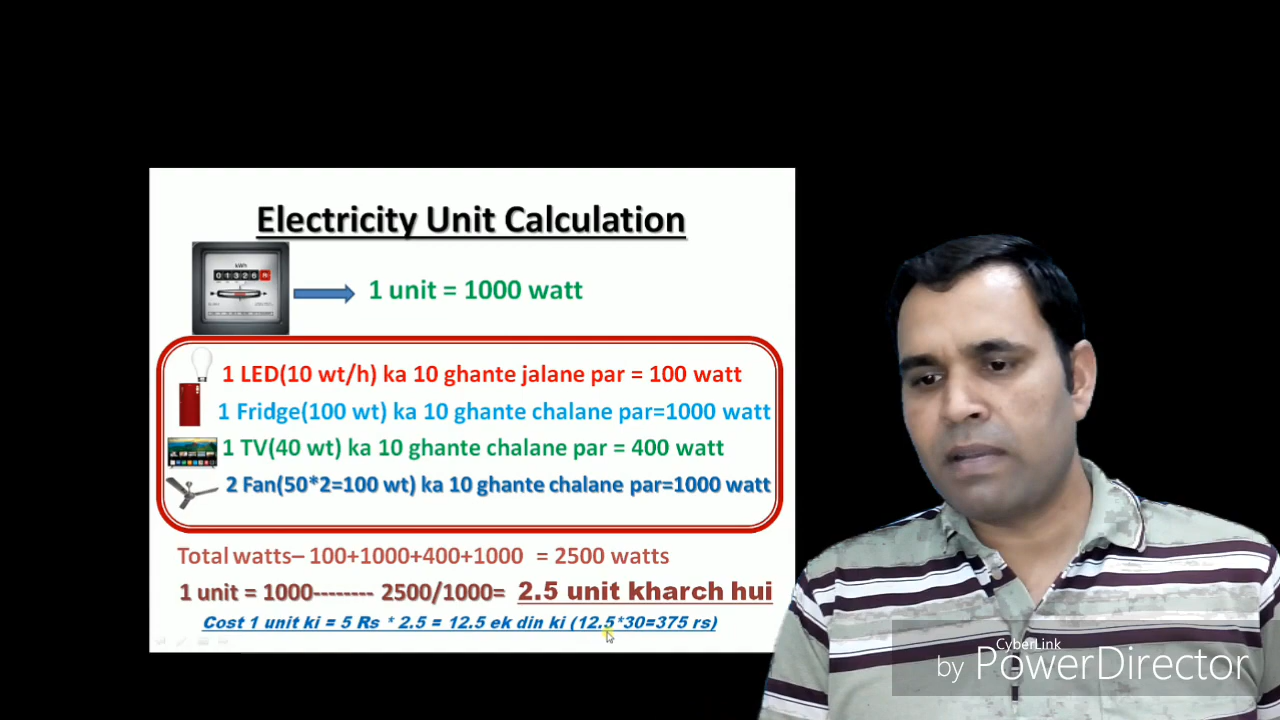 Electricity Unit Calculation
kWh
01326
1 unit = 1000 watt
1 LED(10 wt/h) ka 10 ghante jalane par = 100 watt
1 Fridge(100 wt) ka 10 ghante chalane par=1000 watt
1 TV(40 wt) ka 10 ghante chalane par = 400 watt
2 Fan(50*2=100 wt) ka 10 ghante chalane par=1000 watt
Total watts– 100+1000+400+1000 = 2500 watts
1 unit = 1000-------- 2500/1000= 2.5 unit kharch hui
Cost 1 unit ki = 5 Rs * 2.5 = 12.5 ek din ki (12.5*30=375 rs)
CyberLink
by PowerDirector